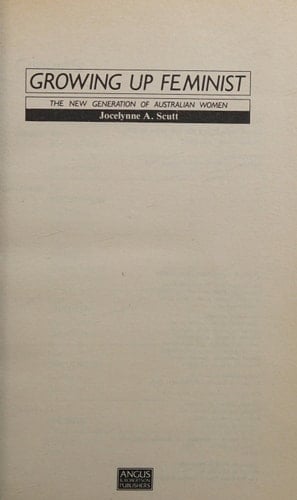 GROWING UP FEMINIST
THE NEW GENERATION OF AUSTRALIAN WOMEN
Jocelynne A. Scutt
ANGUS
& ROBERTSON
PUBLISHERS